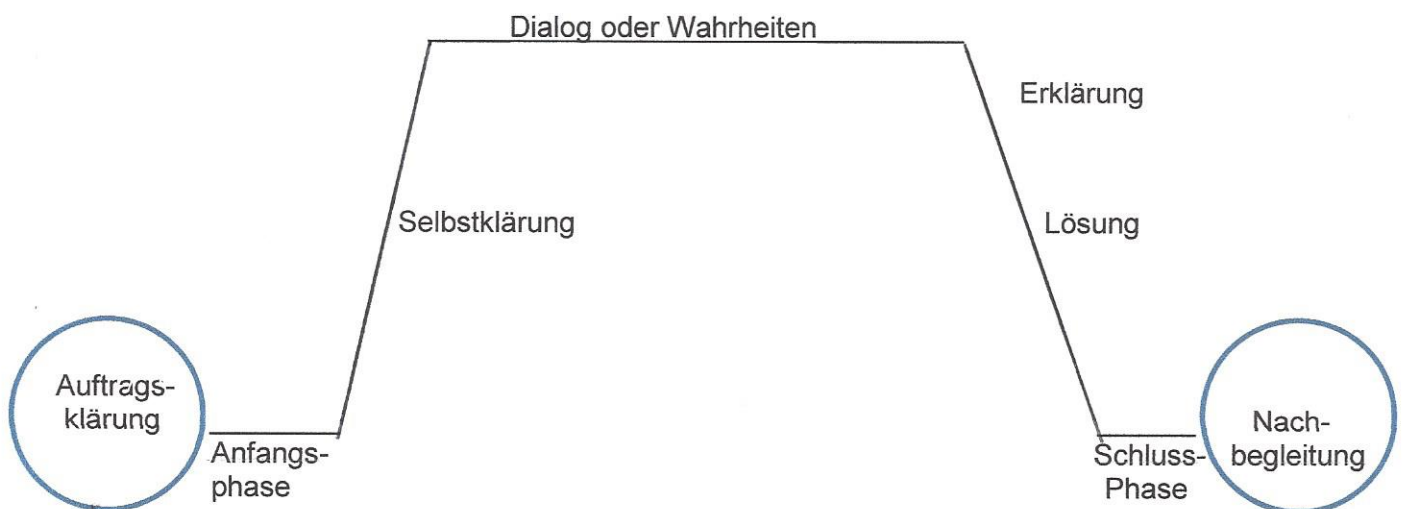 Dialog oder Wahrheiten
Erklärung
Selbstklärung
Lösung
Auftrags-
klärung
Anfangs-
phase
Schluss-
Phase
Nach-
begleitung